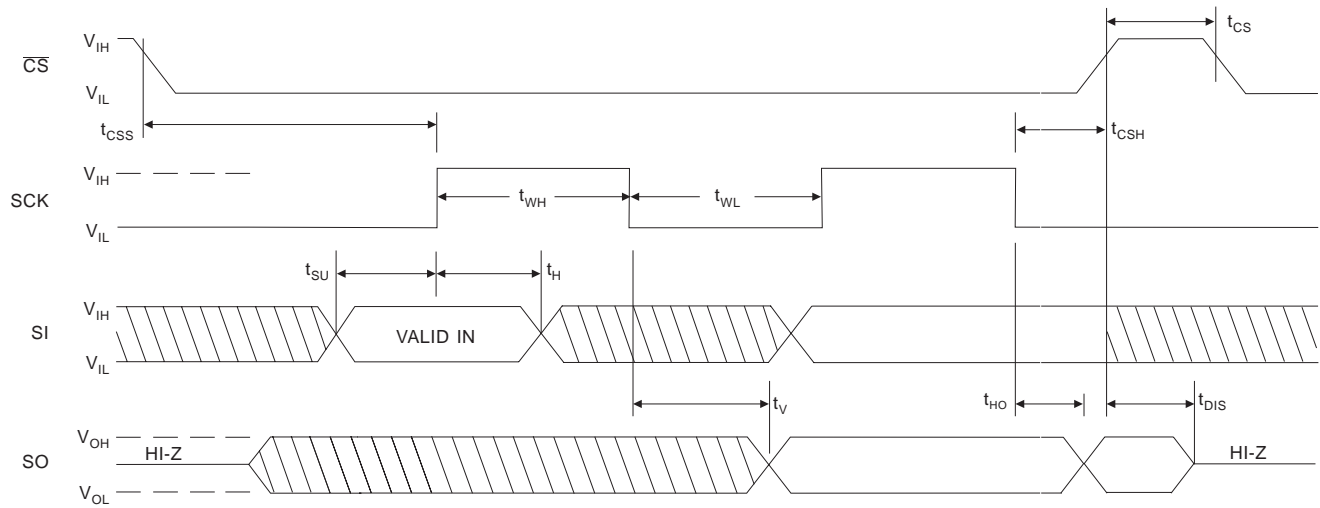 V_IH
t_CS
C̅S̅
V_IL
t_CSS
t_CSH
V_IH
SCK
t_WH
t_WL
V_IL
t_SU
t_H
V_IH
SI
VALID IN
V_IL
t_V
t_HO
t_DIS
V_OH
SO
HI-Z
HI-Z
V_OL